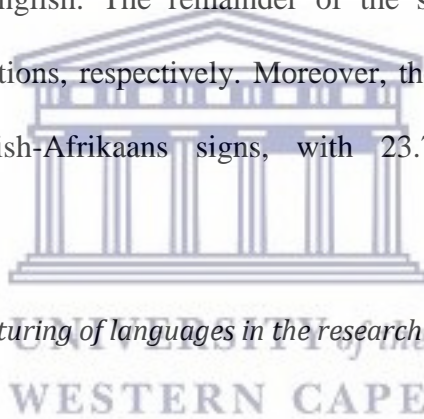 nglish. The remainder of the s
tions, respectively. Moreover, th
ish-Afrikaans signs, with 23.
turing of languages in the research
UNIVERSITY of the
WESTERN CAPE